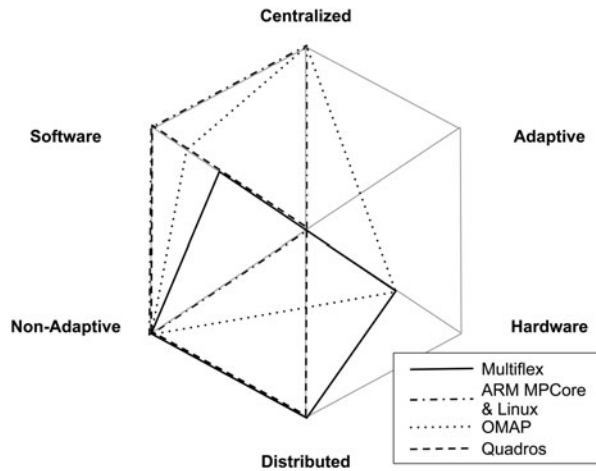 Centralized
Software
Adaptive
Non-Adaptive
Hardware
Distributed
Multiflex
ARM MPCore
& Linux
OMAP
Quadros